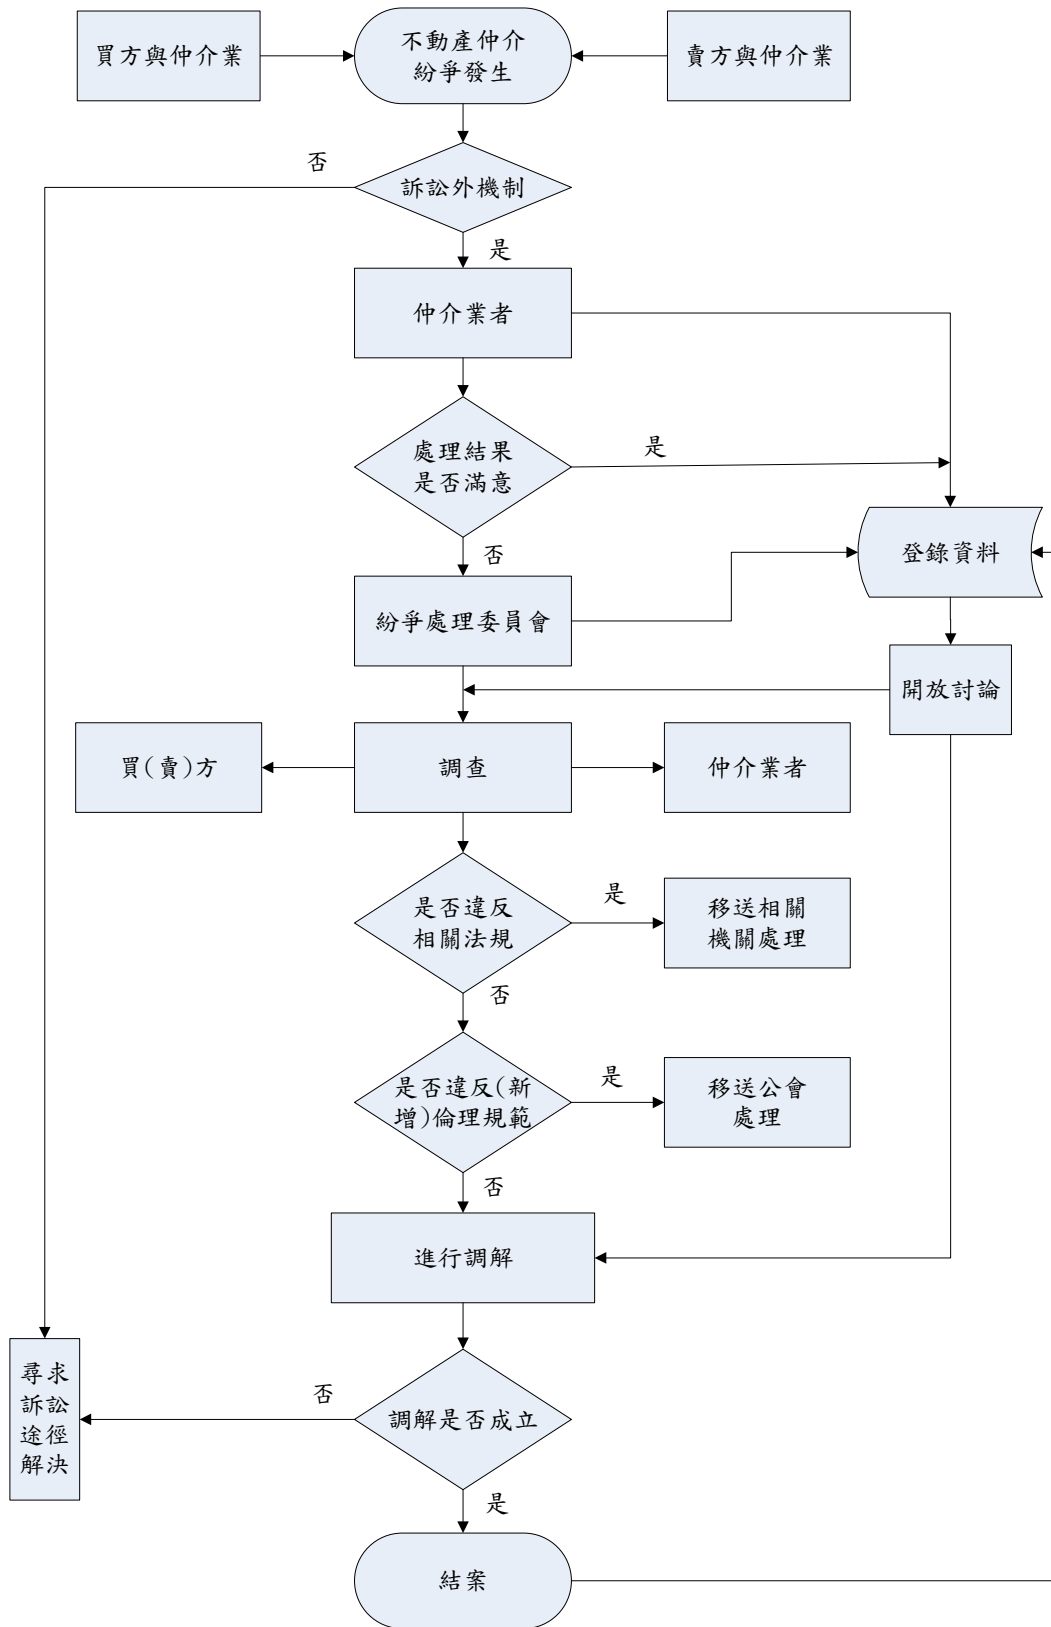 買方與仲介業
不動產仲介
紛爭發生
賣方與仲介業
否
訴訟外機制
是
仲介業者
處理結果
是否滿意
是
否
登錄資料
紛爭處理委員會
開放討論
買(賣)方
調查
仲介業者
是否違反
相關法規
是
移送相關
機關處理
否
是否違反(新
增)倫理規範
是
移送公會
處理
否
進行調解
尋求
訴訟
途徑
解決
否
調解是否成立
是
結案